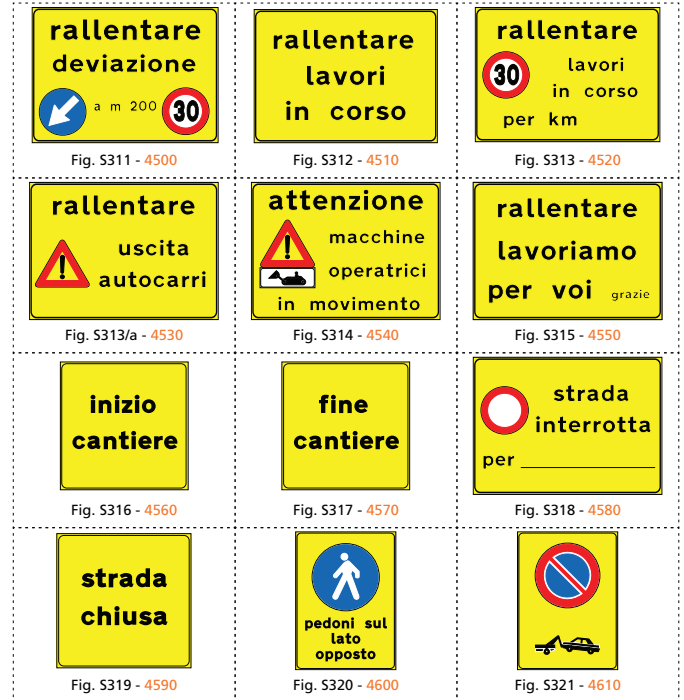 rallentare
deviazione
a m 200
30
Fig. S311 - 4500
rallentare
lavori
in corso
Fig. S312 - 4510
rallentare
30
lavori
in corso
per km
Fig. S313 - 4520
rallentare
uscita
autocarri
Fig. S313/a - 4530
attenzione
macchine
operatrici
in movimento
Fig. S314 - 4540
rallentare
lavoriamo
per voi grazie
Fig. S315 - 4550
inizio
cantiere
Fig. S316 - 4560
fine
cantiere
Fig. S317 - 4570
strada
interrotta
per
Fig. S318 - 4580
strada
chiusa
Fig. S319 - 4590
pedoni sul
lato
opposto
Fig. S320 - 4600
Fig. S321 - 4610